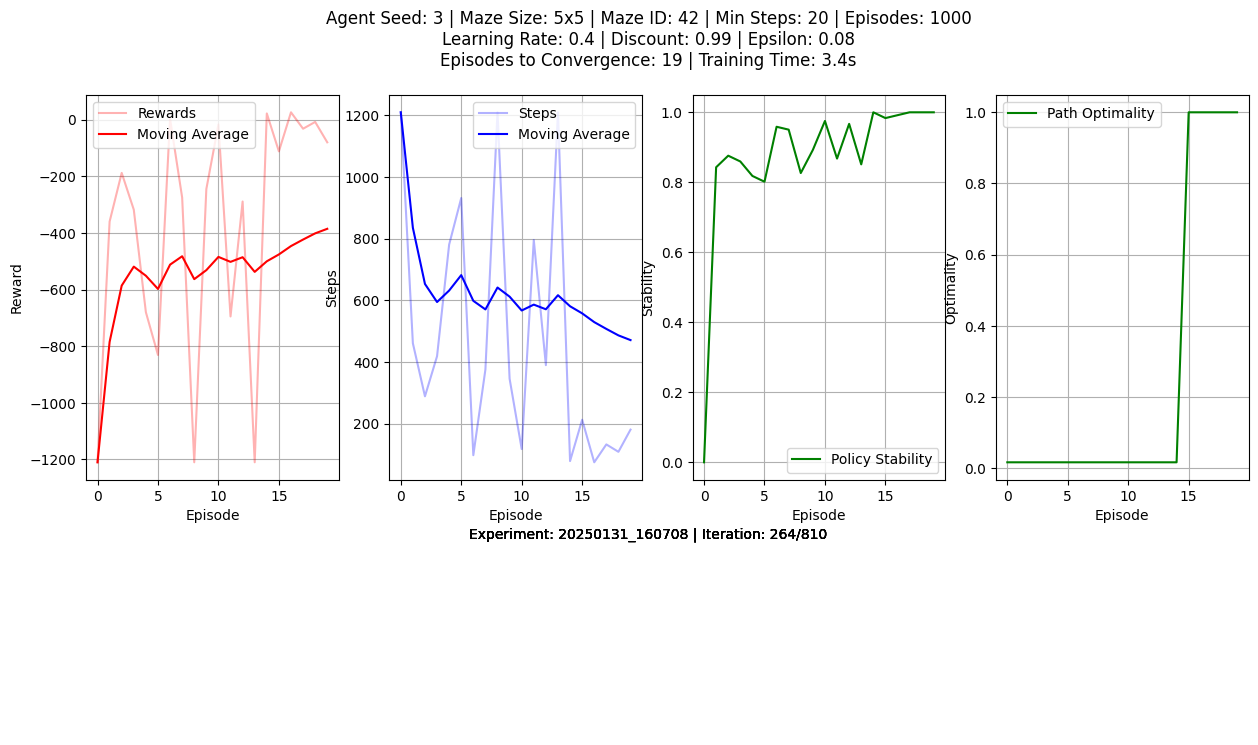 Agent Seed: 3 | Maze Size: 5x5 | Maze ID: 42 | Min Steps: 20 | Episodes: 1000
Learning Rate: 0.4 | Discount: 0.99 | Epsilon: 0.08
Episodes to Convergence: 19 | Training Time: 3.4s
Rewards
Moving Average
0
−200
−400
−600
−800
−1000
−1200
Reward
0
5
10
15
Episode
Steps
Moving Average
1200
1000
800
600
400
200
Steps
0
5
10
15
Episode
1.0
0.8
0.6
0.4
0.2
0.0
Stability
Policy Stability
0
5
10
15
Episode
Path Optimality
1.0
0.8
0.6
0.4
0.2
0.0
Optimality
0
5
10
15
Episode
Experiment: 20250131_160708 | Iteration: 264/810